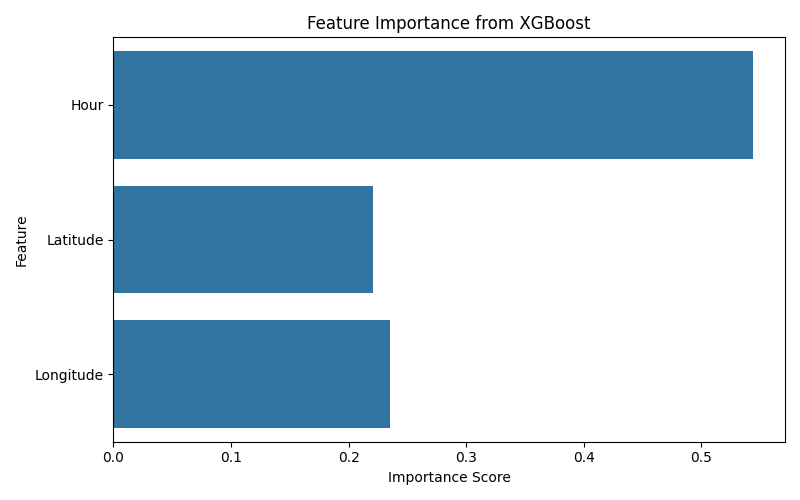 Feature Importance from XGBoost
Feature
Hour
Latitude
Longitude
0.0 0.1 0.2 0.3 0.4 0.5
Importance Score